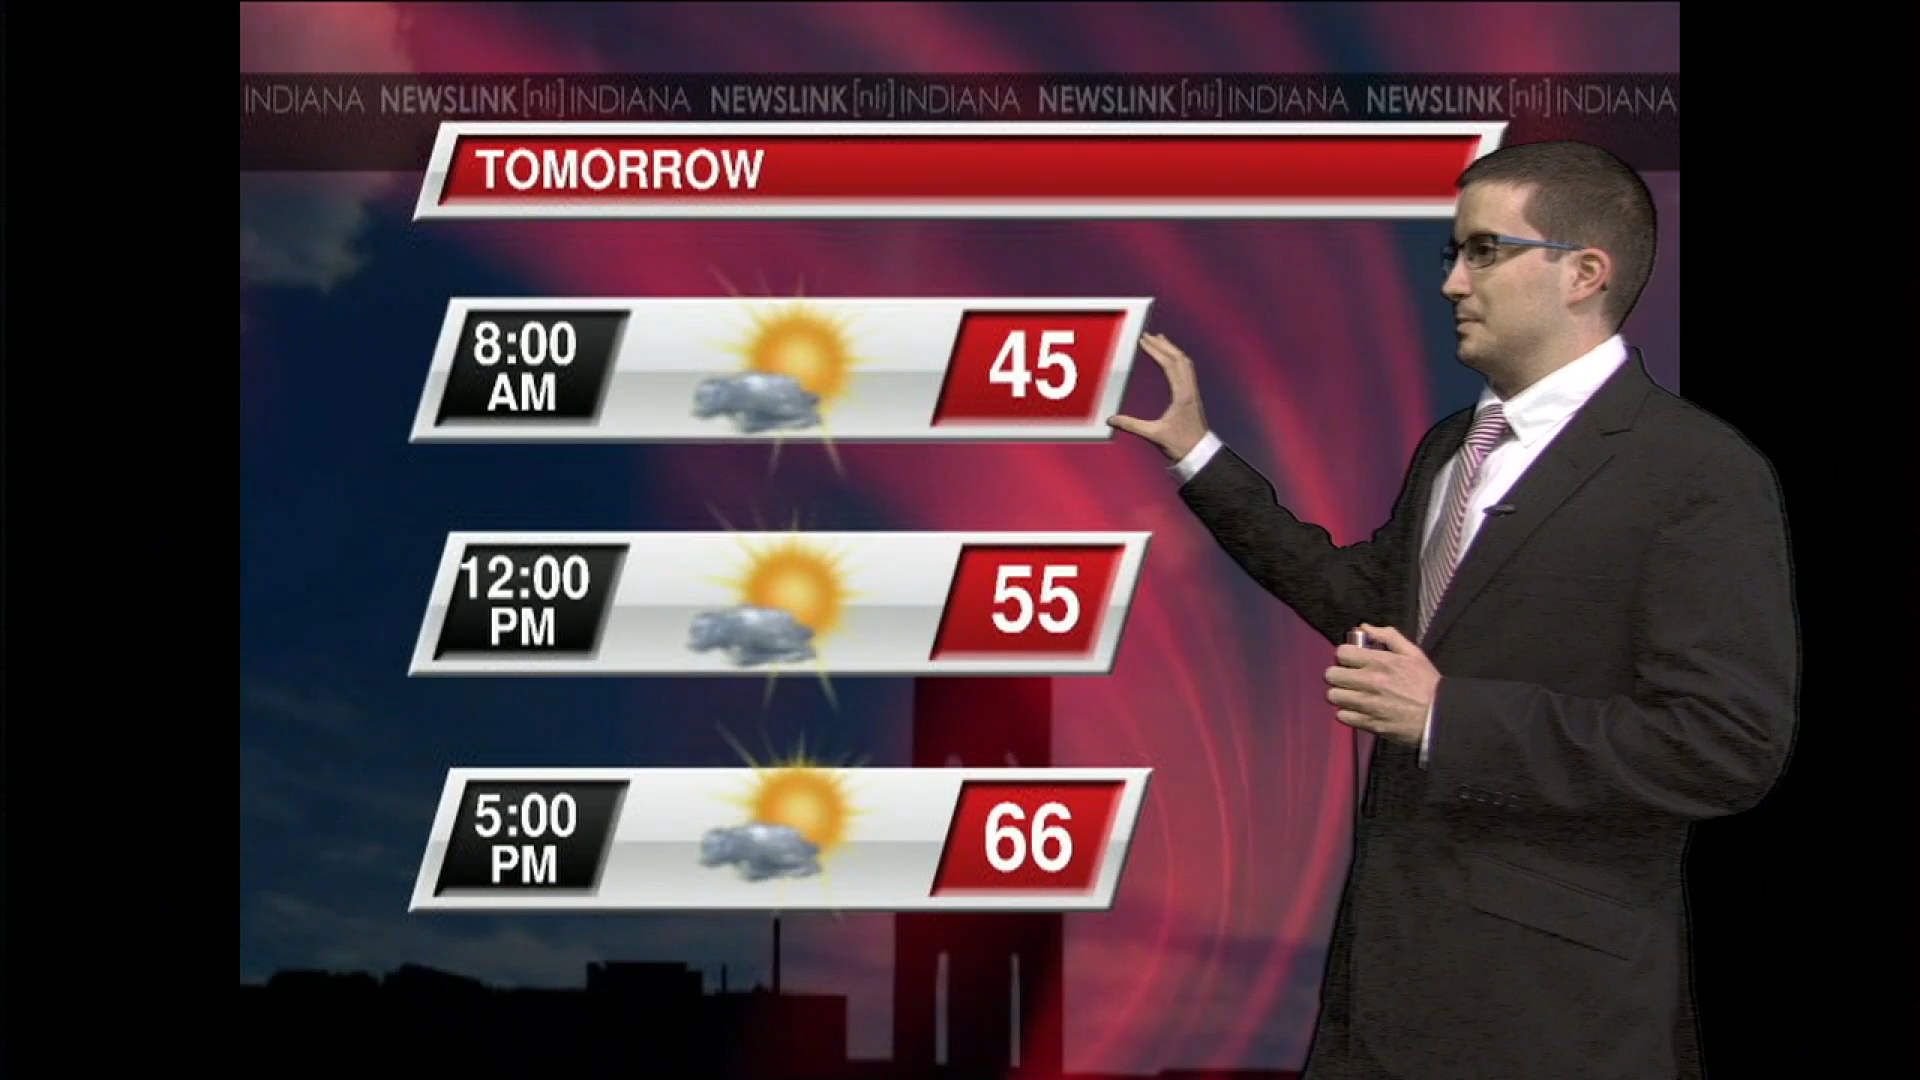 INDIANA NEWSLINK [nli] INDIANA NEWSLINK [nli] INDIANA NEWSLINK [nli] INDIANA NEWSLINK [nli] INDIANA
TOMORROW
8:00
AM
45
12:00
PM
55
5:00
PM
66